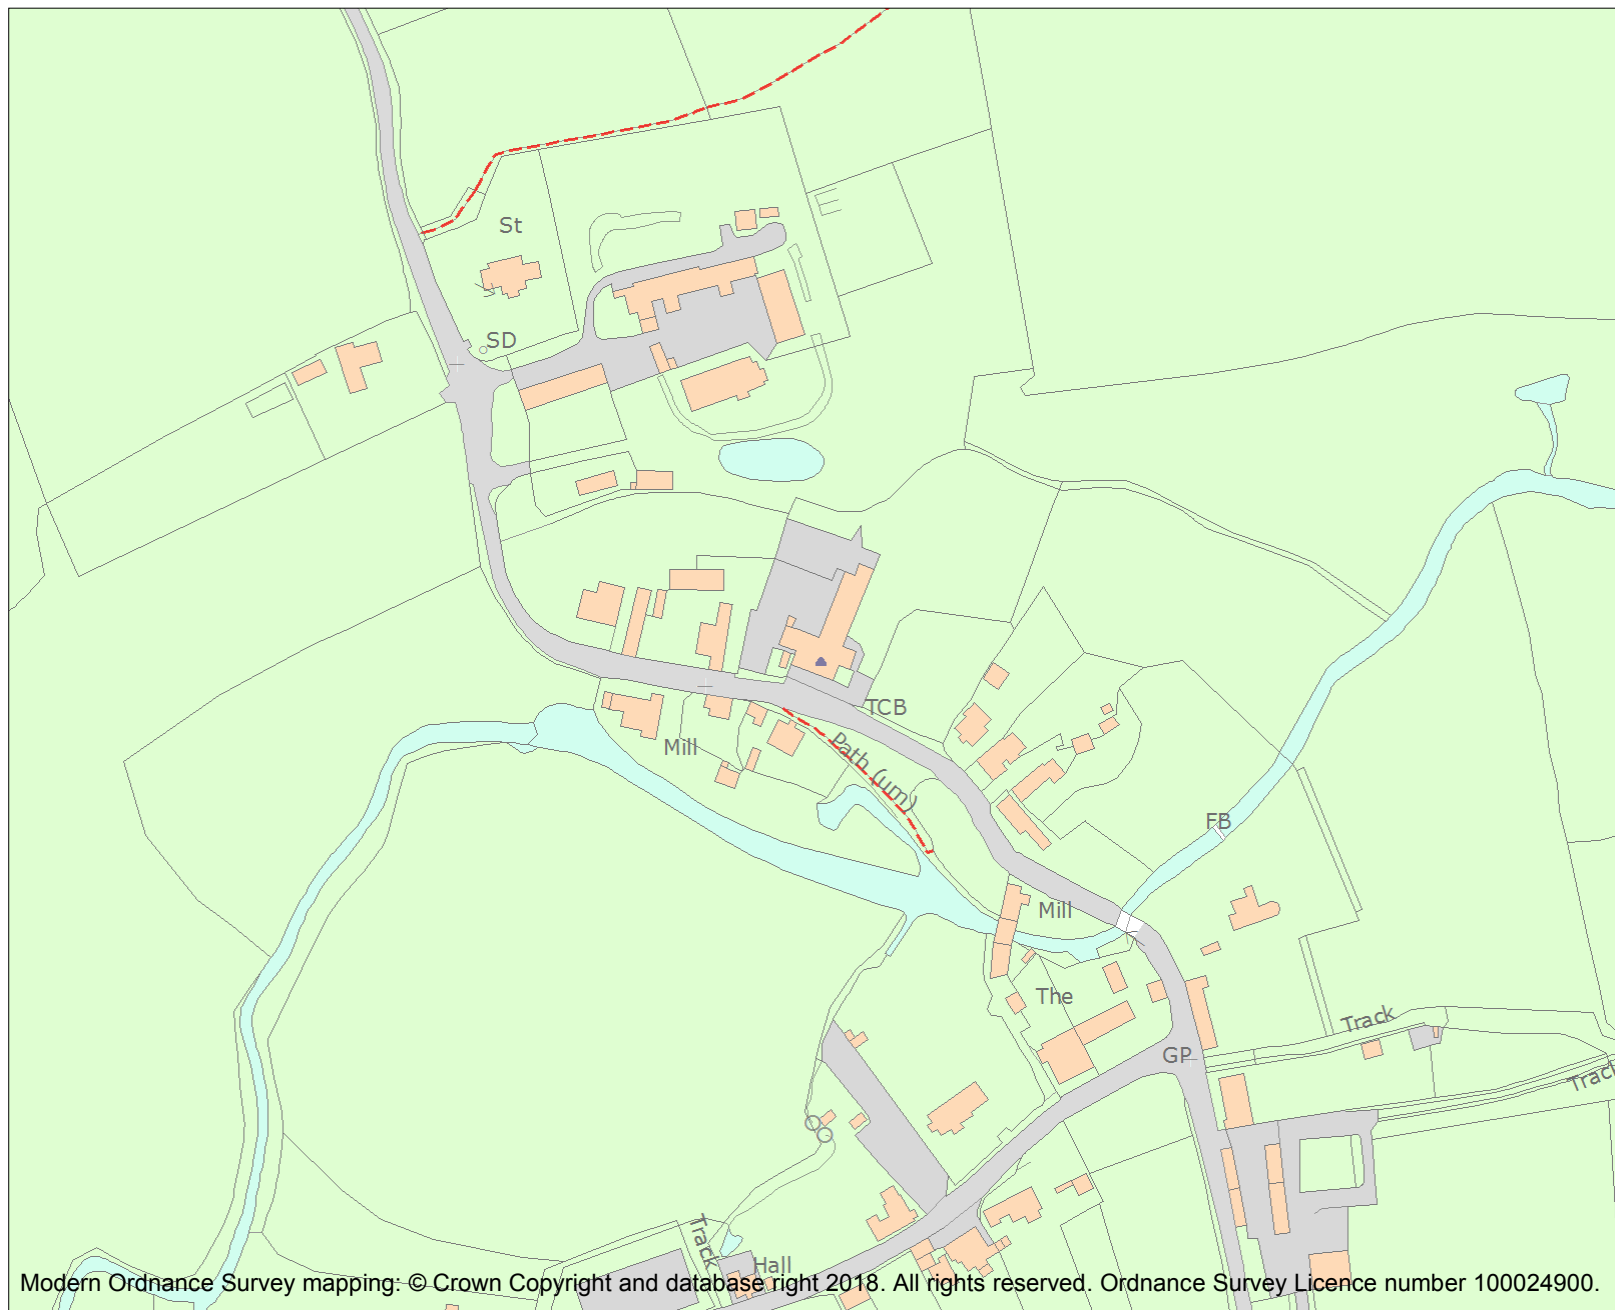 St
SD
TCB
Mill
Path (um)
FB
Mill
The
Track
GP
Track
Track
Hall
Modern Ordnance Survey mapping: © Crown Copyright and database right 2018. All rights reserved. Ordnance Survey Licence number 100024900.